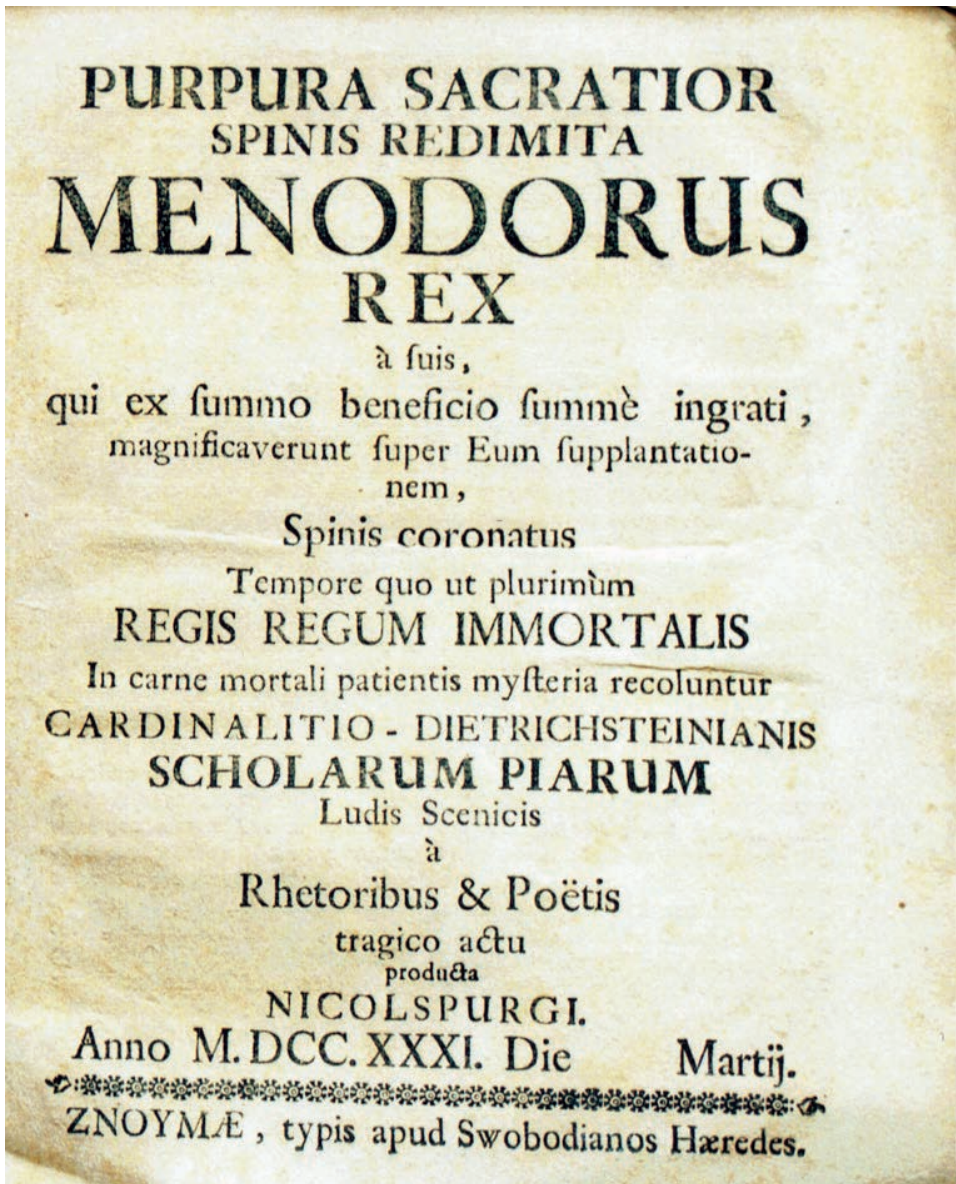 PURPURA SACRATIOR
SPINIS REDIMITA
MENODORUS
REX
à ſuis,
qui ex ſummo beneficio ſummè ingrati,
magnificaverunt ſuper Eum ſupplantatio-
nem,
Spinis coronatus
Tempore quo ut plurimùm
REGIS REGUM IMMORTALIS
In carne mortali patientis myſteria recoluntur
CARDINALITIO - DIETRICHSTEINIANIS
SCHOLARUM PIARUM
Ludis Scenicis
à
Rhetoribus & Poëtis
tragico actu
producta
NICOLSPURGI.
Anno M. DCC. XXXI. Die Martij.
ZNOYMÆ, typis apud Swobodianos Hæredes.